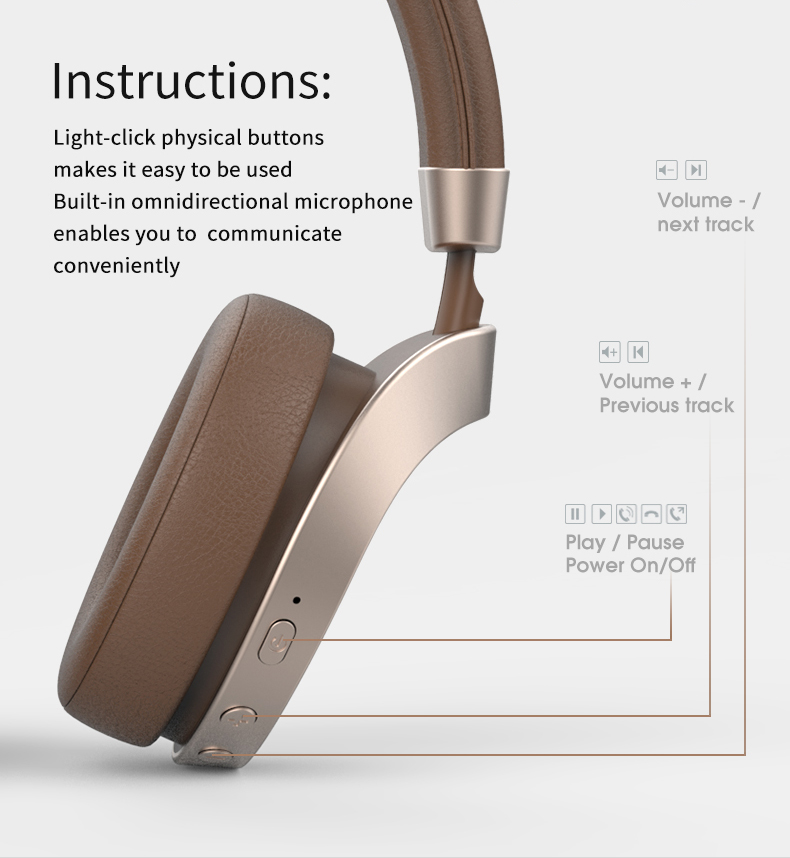 Instructions:
Light-click physical buttons
makes it easy to be used
Built-in omnidirectional microphone
enables you to  communicate
conveniently
Volume - /
next track
Volume + /
Previous track
Play / Pause
Power On/Off